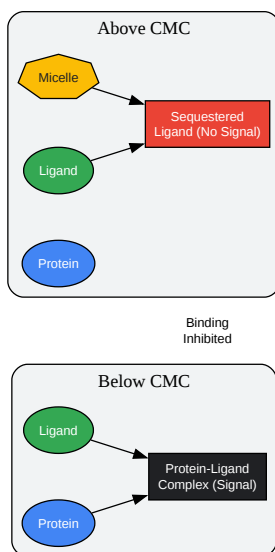 Above CMC
Micelle
Sequestered
Ligand (No Signal)
Ligand
Protein
Binding
Inhibited
Below CMC
Ligand
Protein-Ligand
Complex (Signal)
Protein